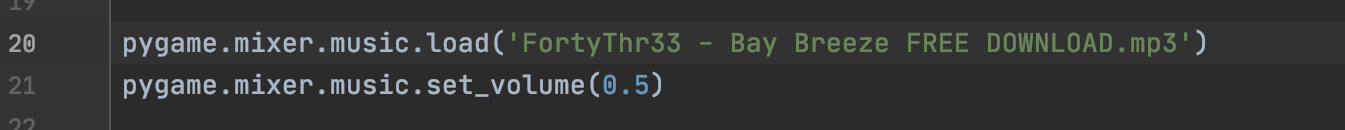 19
20 pygame.mixer.music.load('FortyThr33 - Bay Breeze FREE DOWNLOAD.mp3')
21 pygame.mixer.music.set_volume(0.5)
22